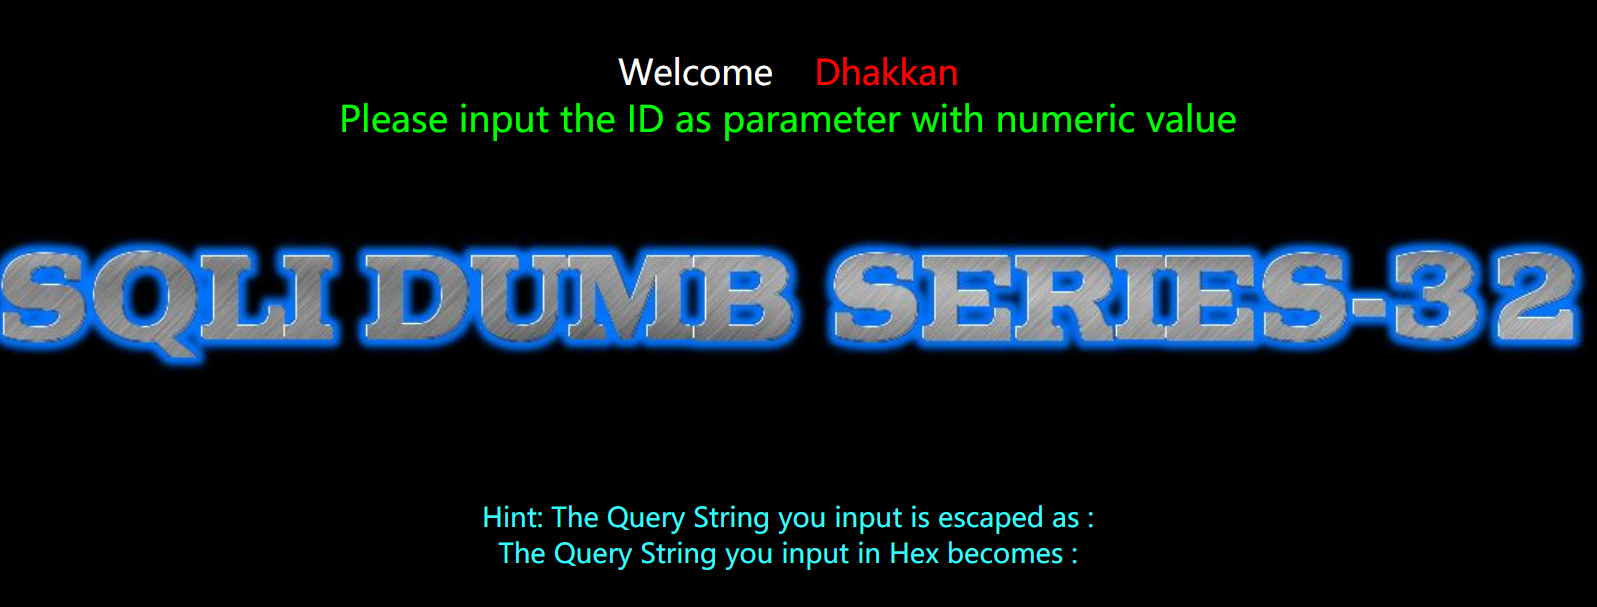 Welcome Dhakkan
Please input the ID as parameter with numeric value
SQLI DUMB SERIES-32
Hint: The Query String you input is escaped as :
The Query String you input in Hex becomes :